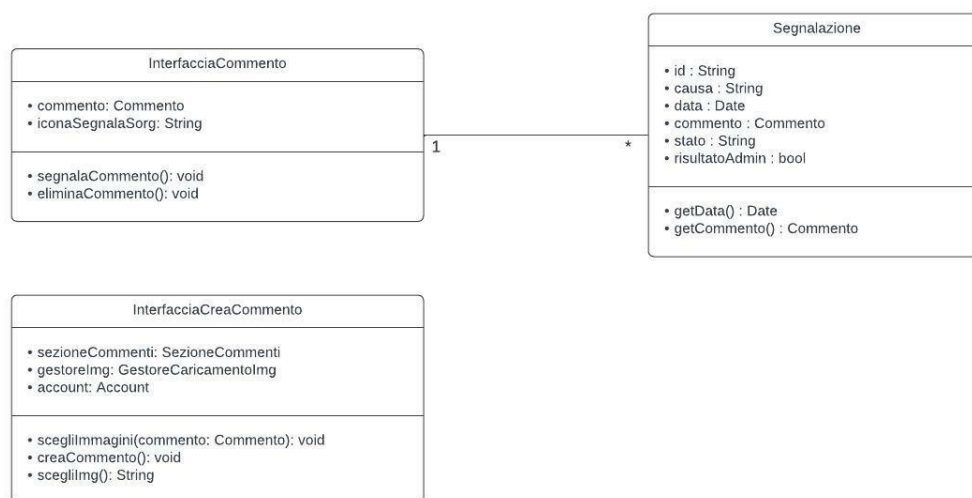 InterfacciaCommento
• commento: Commento
• iconaSegnalaSorg: String
• segnalaCommento(): void
• eliminaCommento(): void
1
*
Segnalazione
• id : String
• causa : String
• data : Date
• commento : Commento
• stato : String
• risultatoAdmin : bool
• getData() : Date
• getCommento() : Commento
InterfacciaCreaCommento
• sezioneCommenti: SezioneCommenti
• gestoreImg: GestoreCaricamentoImg
• account: Account
• scegliImmagini(commento: Commento): void
• creaCommento(): void
• scegliImg(): String